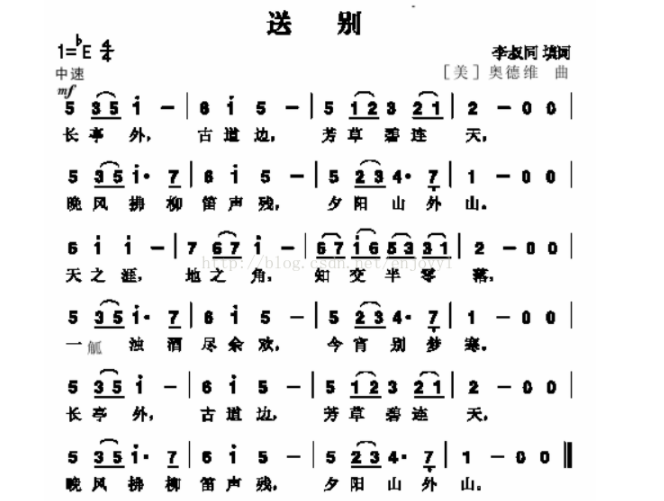 送 别
1=♭E 4/4
李叔同 填词
中速
[美] 奥德维 曲
mf
5 3 5 i – | 6 i 5 – | 5 1 2 3 2 1 | 2 – 0 0 |
长亭 外， 古道边， 芳草 碧连 天，
5 3 5 i· 7 | 6 i 5 – | 5 2 3 4· 7 | 1 – 0 0 |
晚风 拂 柳笛声残， 夕阳 山 外山。
6 i i – | 7 6 7 i – | 6 7 i 6 5 3 3 1 | 2 – 0 0 |
天之涯， 地之角， 知 交 半 零 落，
http://blog.csdn.net/enjoyyl
5 3 5 i· 7 | 6 i 5 – | 5 2 3 4· 7 | 1 – 0 0 |
一觚 浊 酒尽余欢， 今宵 别 梦寒。
5 3 5 i – | 6 i 5 – | 5 1 2 3 2 1 | 2 – 0 0 |
长亭 外， 古道边， 芳草 碧连 天，
5 3 5 i· 7 | 6 i 5 – | 5 2 3 4· 7 | 1 – 0 0 ‖
晚风 拂 柳笛声残， 夕阳 山 外山。